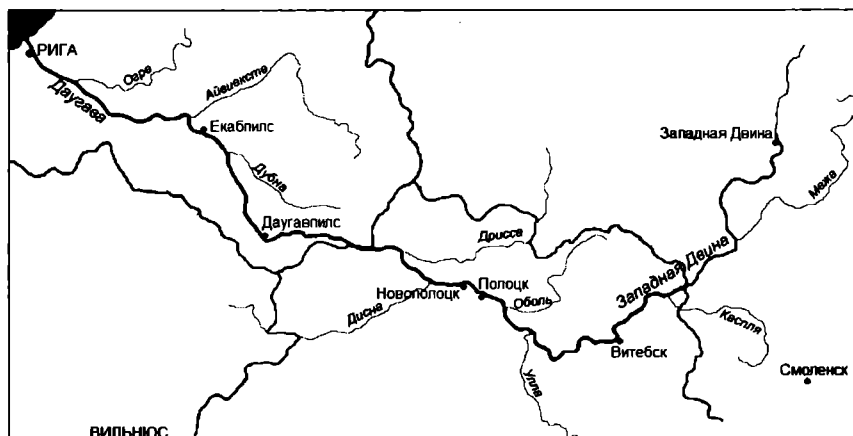 РИГА
Огре
Айвиексте
Даугава
Екабпилс
Западная Двина
Дубна
Межа
Даугавпилс
Дрисса
Западная Двина
Полоцк
Новополоцк
Оболь
Дисна
Каспля
Витебск
Улла
Смоленск
ВИЛЬНЮС